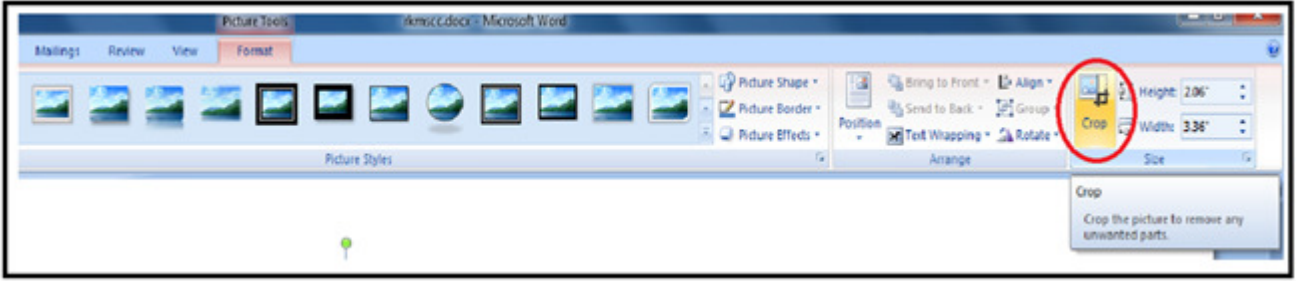 Picture Tools rkmscc.docx - Microsoft Word
Mailings Review View Format
Picture Shape
Picture Border
Picture Effects
Picture Styles
Position
Bring to Front
Send to Back
Text Wrapping
Align
Group
Rotate
Arrange
Crop
Height: 2.06"
Width: 3.36"
Size
Crop
Crop the picture to remove any
unwanted parts.